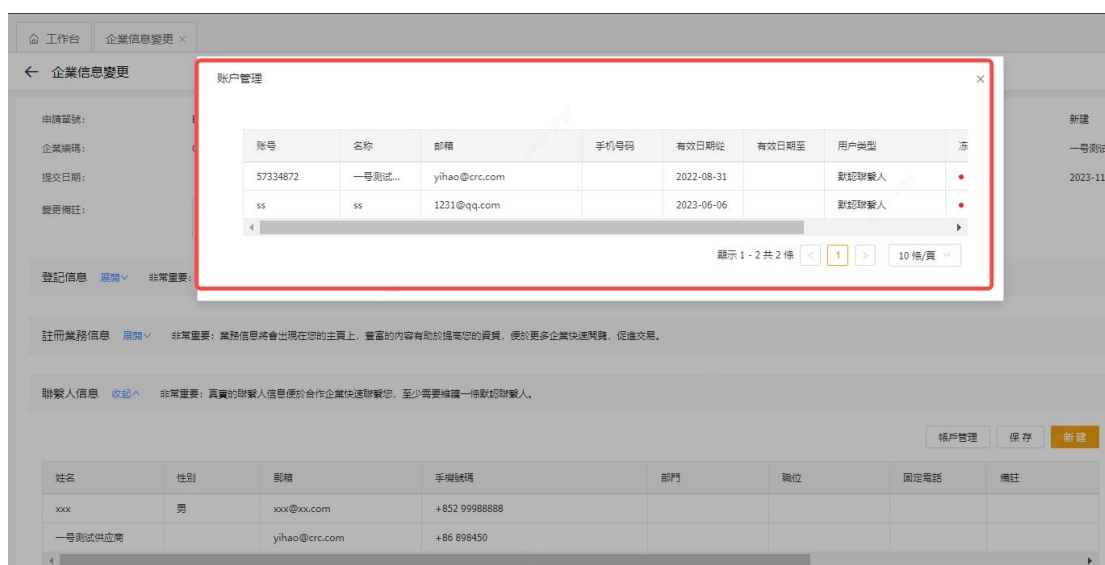 工作台 企業信息變更 ×
← 企業信息變更
账户管理 ×
申請單號: 新建
企業編碼:
提交日期: 2023-11
變更備註:
账号 名称 邮箱 手机号码 有效日期從 有效日期至 用户类型 冻
57334872 一号测试... yihao@crc.com 2022-08-31 默認聯繫人
ss ss 1231@qq.com 2023-06-06 默認聯繫人
顯示 1 - 2 共 2 條 < 1 > 10 條/頁
登記信息 展開 非常重要:
註冊業務信息 展開 非常重要: 業務信息將會出現在您的主頁上, 豐富的內容有助於提高您的資質, 便於更多企業快速閱覽, 促進交易。
聯繫人信息 收起 非常重要: 真實的聯繫人信息便於合作企業快速聯繫您, 至少需要維護一條默認聯繫人。
帳戶管理 保存 新建
姓名 性別 郵箱 手機號碼 部門 職位 固定電話 備註
xxx 男 xxx@xx.com +852 99988888
一号测试供应商 yihao@crc.com +86 898450